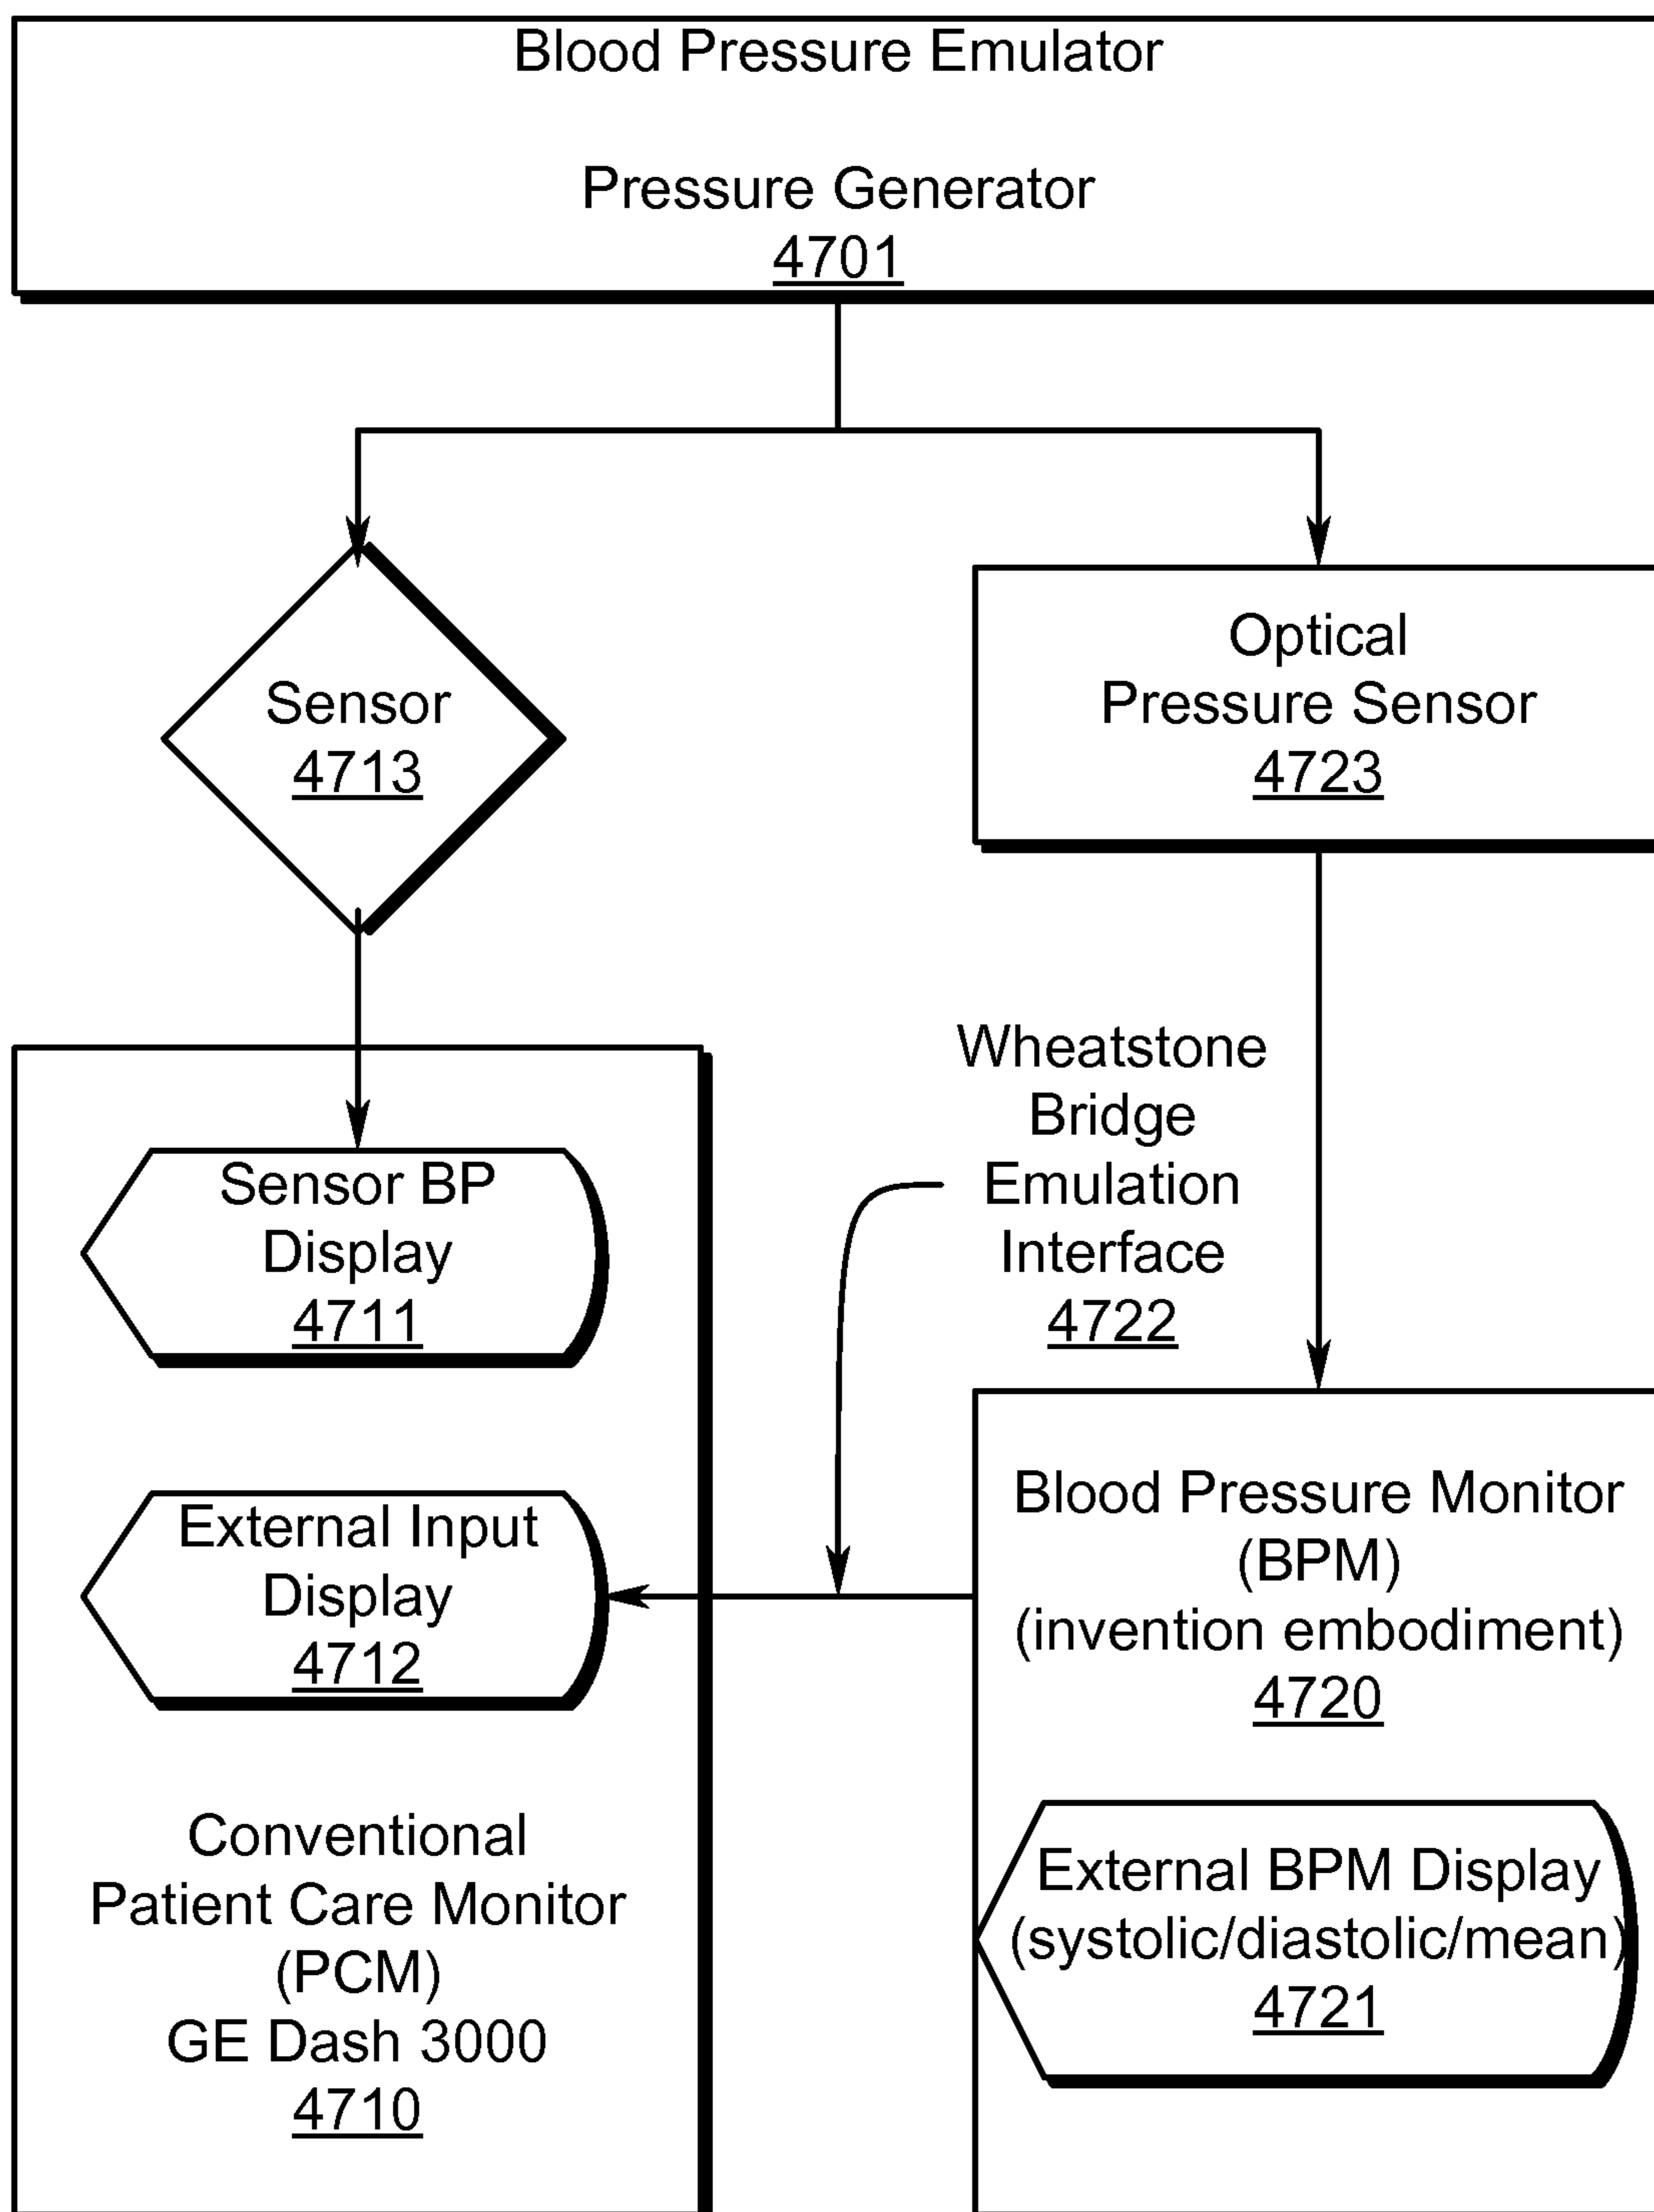 Blood Pressure Emulator
Pressure Generator
4701
Sensor
4713
Optical
Pressure Sensor
4723
Wheatstone
Bridge
Emulation
Interface
4722
Sensor BP
Display
4711
External Input
Display
4712
Conventional
Patient Care Monitor
(PCM)
GE Dash 3000
4710
Blood Pressure Monitor
(BPM)
(invention embodiment)
4720
External BPM Display
(systolic/diastolic/mean)
4721